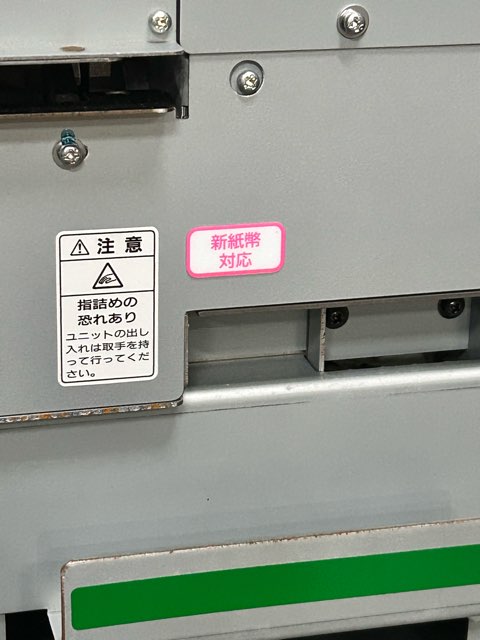 ⚠ 注意
指詰めの
恐れあり
ユニットの出し
入れは取手を持
って行ってくだ
さい。
新紙幣
対応